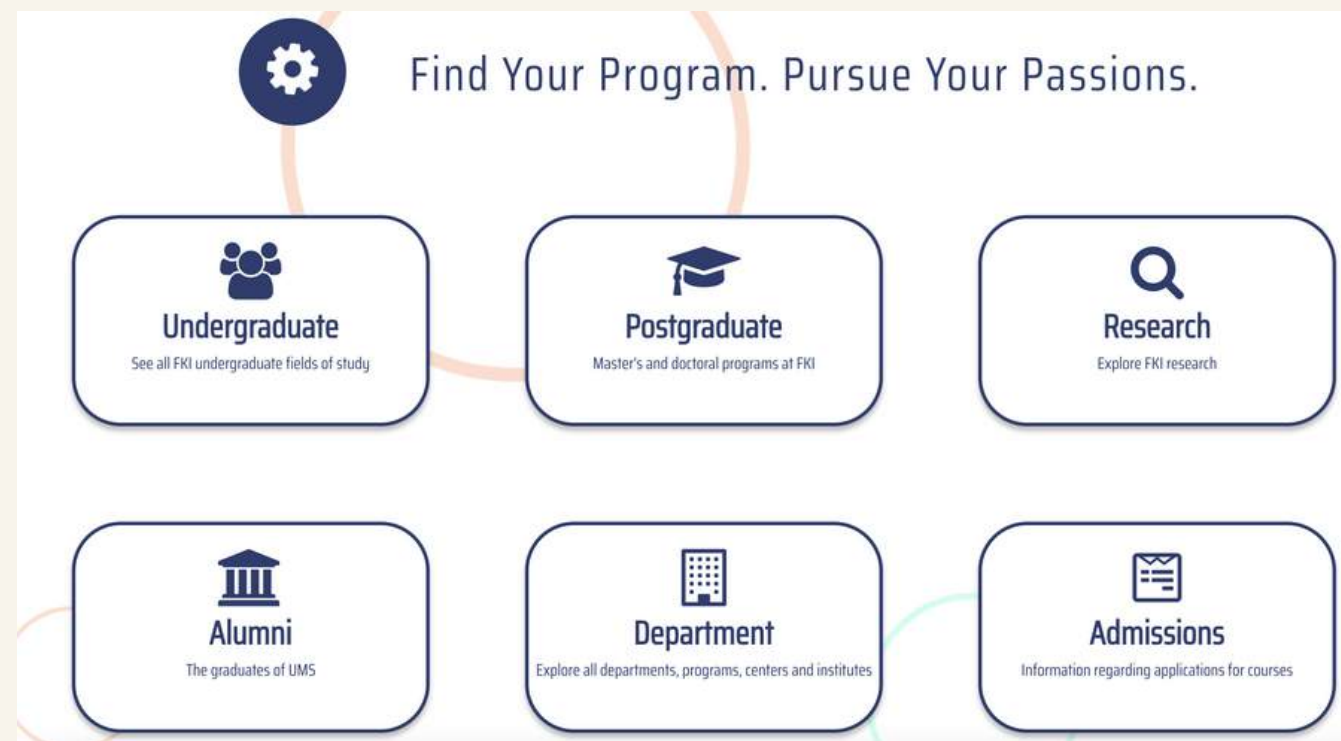 Find Your Program. Pursue Your Passions.
Undergraduate
See all FKI undergraduate fields of study
Postgraduate
Master's and doctoral programs at FKI
Research
Explore FKI research
Alumni
The graduates of UMS
Department
Explore all departments, programs, centers and institutes
Admissions
Information regarding applications for courses